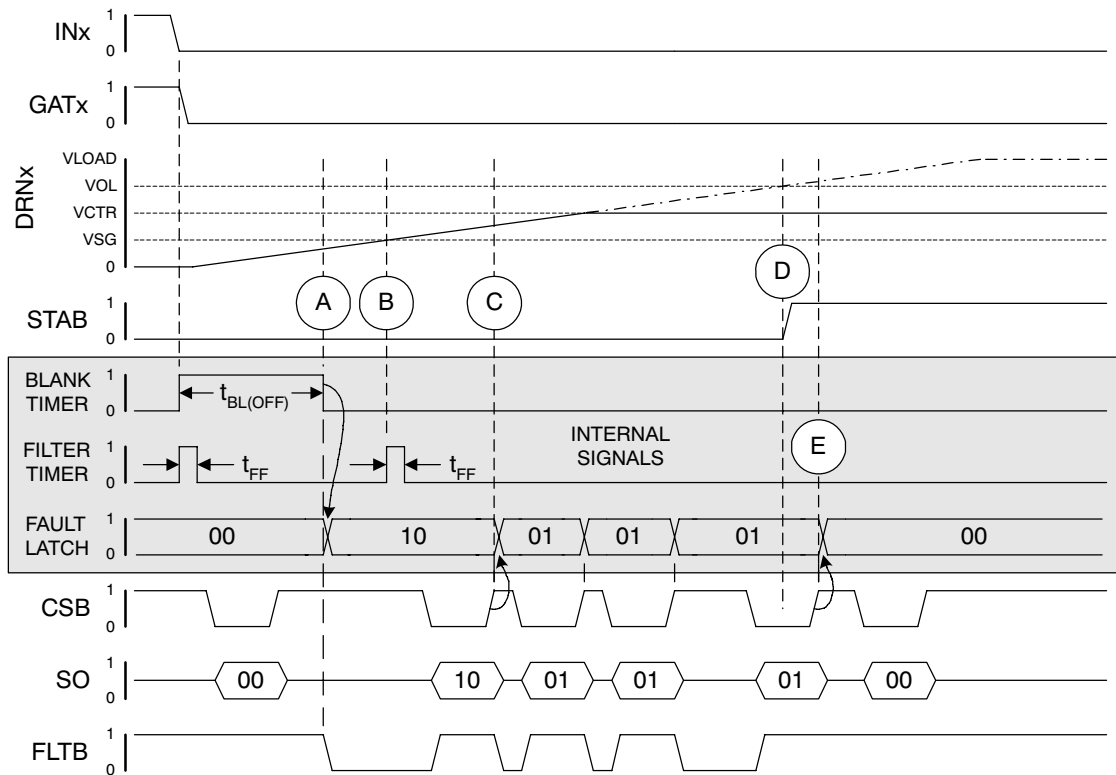 INx 1 0
GATx 1 0
DRNx VLOAD
VOL
VCTR
VSG
0
A B C D
STAB 1 0
BLANK TIMER 1 0 tBL(OFF)
FILTER TIMER 1 0 tFF tFF
INTERNAL SIGNALS
E
FAULT LATCH 1 0 00 10 01 01 01 00
CSB 1 0
SO 1 0 00 10 01 01 01 00
FLTB 1 0